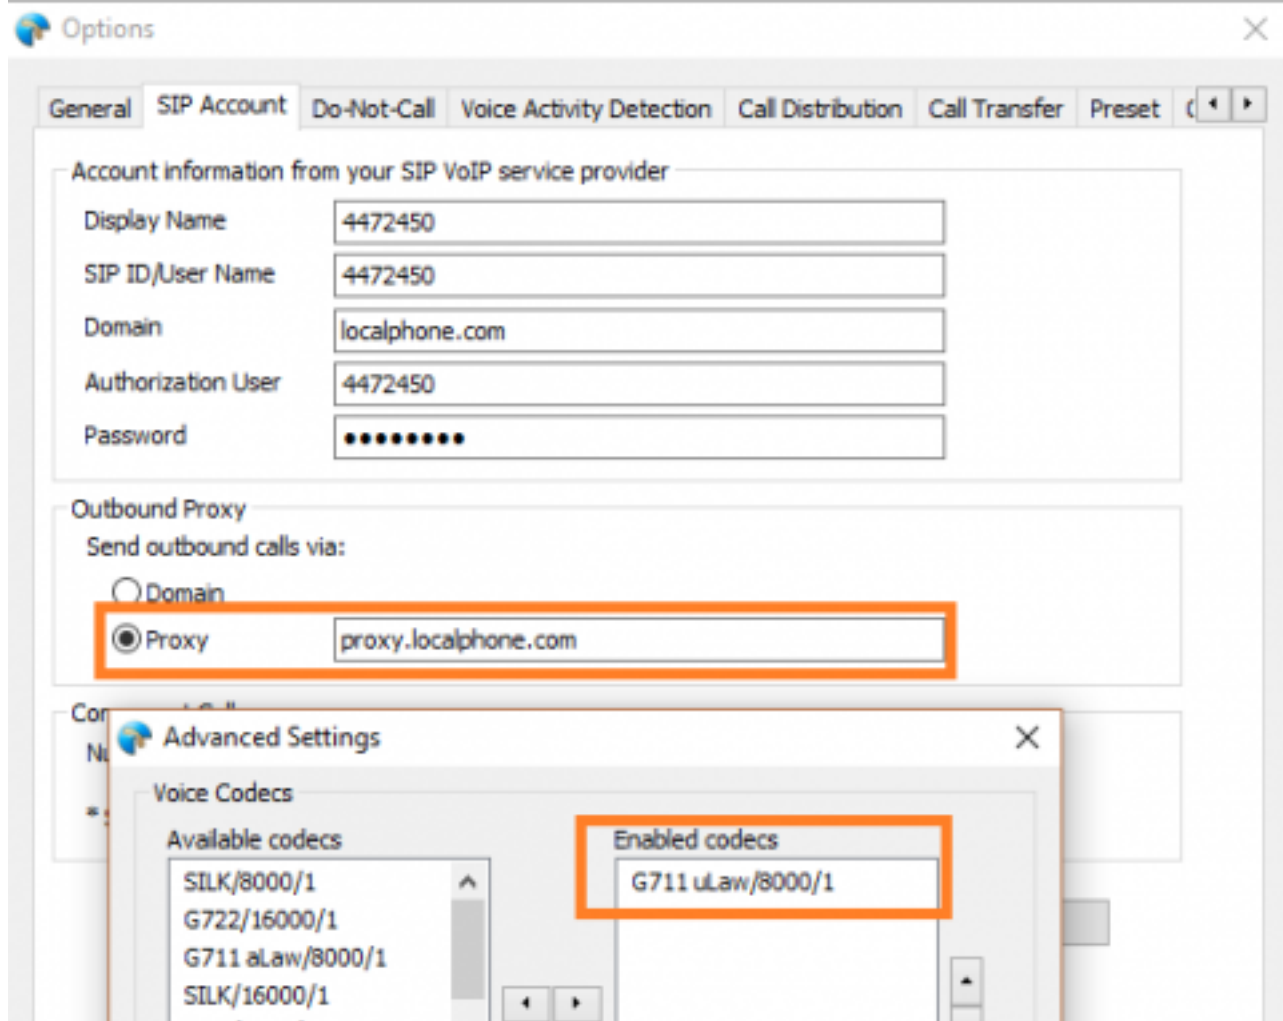 Options
General SIP Account Do-Not-Call Voice Activity Detection Call Distribution Call Transfer Preset
Account information from your SIP VoIP service provider
Display Name 4472450
SIP ID/User Name 4472450
Domain localphone.com
Authorization User 4472450
Password ●●●●●●●●
Outbound Proxy
Send outbound calls via:
Domain
Proxy proxy.localphone.com
Advanced Settings
Voice Codecs
Available codecs Enabled codecs
SILK/8000/1 G711 uLaw/8000/1
G722/16000/1
G711 aLaw/8000/1
SILK/16000/1